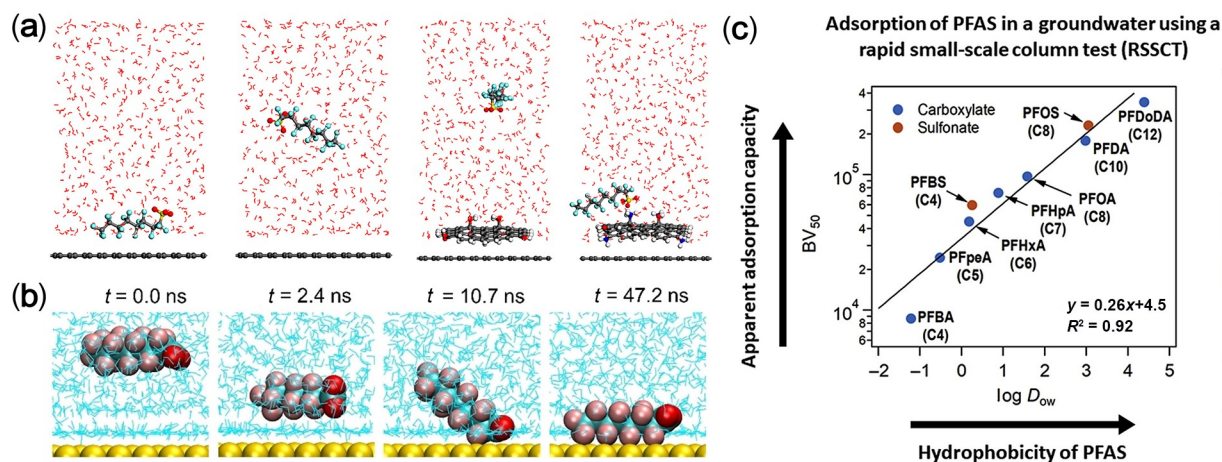 (a)
(b)
t = 0.0 ns
t = 2.4 ns
t = 10.7 ns
t = 47.2 ns
(c)
Adsorption of PFAS in a groundwater using a
rapid small-scale column test (RSSCT)
Apparent adsorption capacity
BV50
4
2
10^5
8
6
4
2
10^4
8
6
Carboxylate
Sulfonate
PFOS
(C8)
PFDoDA
(C12)
PFDA
(C10)
PFBS
(C4)
PFOA
(C8)
PFHpA
(C7)
PFHxA
(C6)
PFpeA
(C5)
PFBA
(C4)
y = 0.26x+4.5
R² = 0.92
−2 −1 0 1 2 3 4 5
log Dow
Hydrophobicity of PFAS